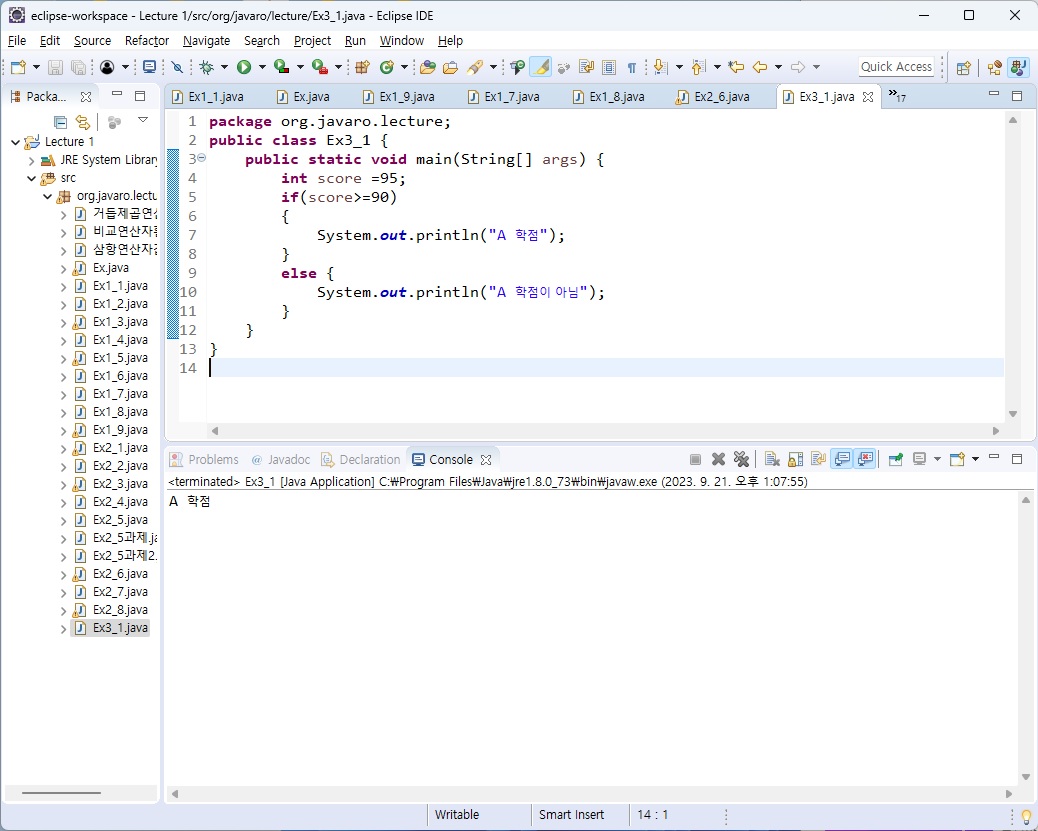 eclipse-workspace - Lecture 1/src/org/javaro/lecture/Ex3_1.java - Eclipse IDE
File Edit Source Refactor Navigate Search Project Run Window Help
Quick Access
Packa...
Ex1_1.java Ex.java Ex1_9.java Ex1_7.java Ex1_8.java Ex2_6.java Ex3_1.java »17
Lecture 1
JRE System Library
src
org.javaro.lectu
거듭제곱연산
비교연산자
삼항연산자
Ex.java
Ex1_1.java
Ex1_2.java
Ex1_3.java
Ex1_4.java
Ex1_5.java
Ex1_6.java
Ex1_7.java
Ex1_8.java
Ex1_9.java
Ex2_1.java
Ex2_2.java
Ex2_3.java
Ex2_4.java
Ex2_5.java
Ex2_5과제.ja
Ex2_5과제2.
Ex2_6.java
Ex2_7.java
Ex2_8.java
Ex3_1.java
1 package org.javaro.lecture;
2 public class Ex3_1 {
3 public static void main(String[] args) {
4 int score =95;
5 if(score>=90)
6 {
7 System.out.println("A 학점");
8 }
9 else {
10 System.out.println("A 학점이 아님");
11 }
12 }
13 }
14
Problems @ Javadoc Declaration Console
<terminated> Ex3_1 [Java Application] C:₩Program Files₩Java₩jre1.8.0_73₩bin₩javaw.exe (2023. 9. 21. 오후 1:07:55)
A 학점
Writable Smart Insert 14 : 1